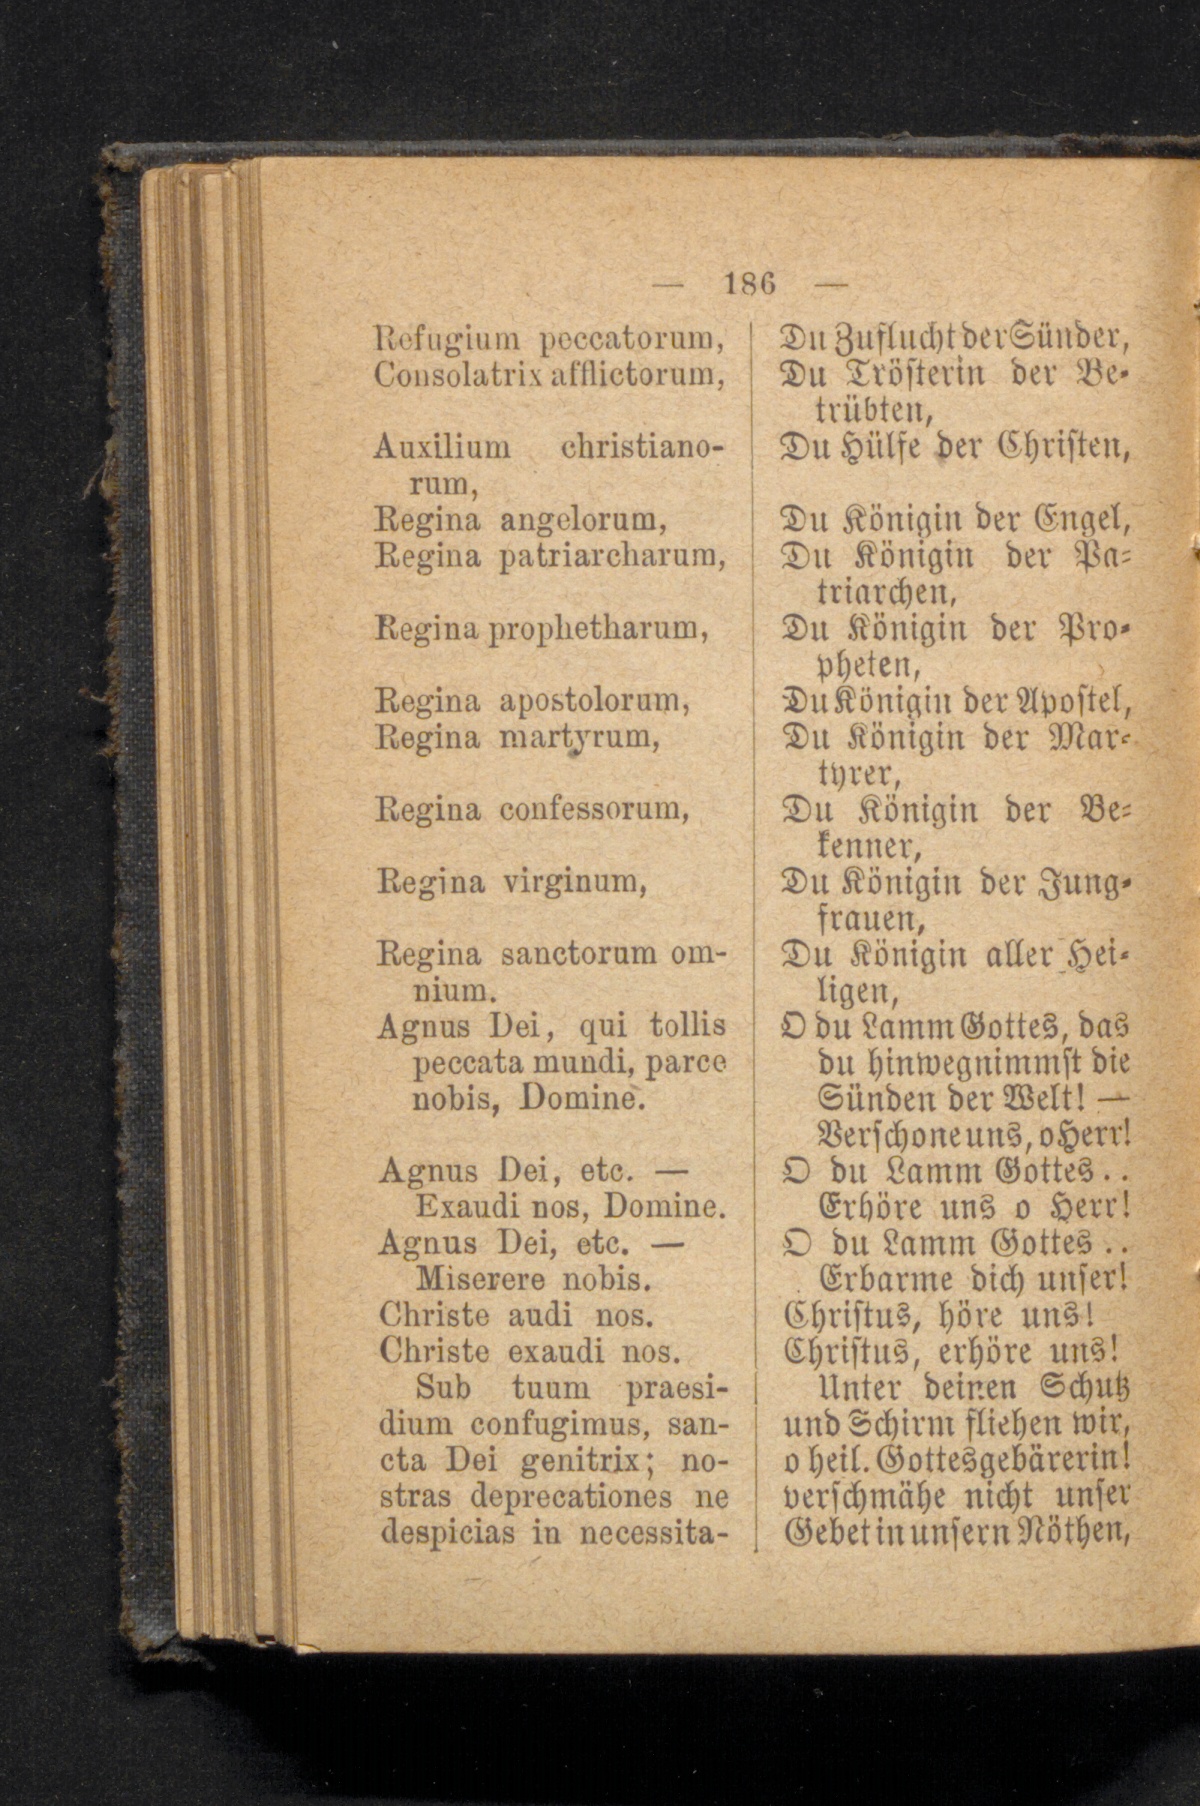 — 186 —
Refugium peccatorum,
Consolatrix afflictorum,
Auxilium christiano-
rum,
Regina angelorum,
Regina patriarcharum,
Regina prophetharum,
Regina apostolorum,
Regina martyrum,
Regina confessorum,
Regina virginum,
Regina sanctorum om-
nium.
Agnus Dei, qui tollis
peccata mundi, parce
nobis, Domine.
Agnus Dei, etc. —
Exaudi nos, Domine.
Agnus Dei, etc. —
Miserere nobis.
Christe audi nos.
Christe exaudi nos.
Sub tuum praesi-
dium confugimus, san-
cta Dei genitrix; no-
stras deprecationes ne
despicias in necessita-
Du Zuflucht der Sünder,
Du Tröſterin der Be-
trübten,
Du Hülfe der Chriſten,
Du Königin der Engel,
Du Königin der Pa-
triarchen,
Du Königin der Pro-
pheten,
Du Königin der Apoſtel,
Du Königin der Mar-
tyrer,
Du Königin der Be-
kenner,
Du Königin der Jung-
frauen,
Du Königin aller Hei-
ligen,
O du Lamm Gottes, das
du hinwegnimmſt die
Sünden der Welt! —
Verſchone uns, o Herr!
O du Lamm Gottes . .
Erhöre uns o Herr!
O du Lamm Gottes . .
Erbarme dich unſer!
Chriſtus, höre uns!
Chriſtus, erhöre uns!
Unter deinen Schutz
und Schirm fliehen wir,
o heil. Gottesgebärerin!
verſchmähe nicht unſer
Gebet in unſern Nöthen,